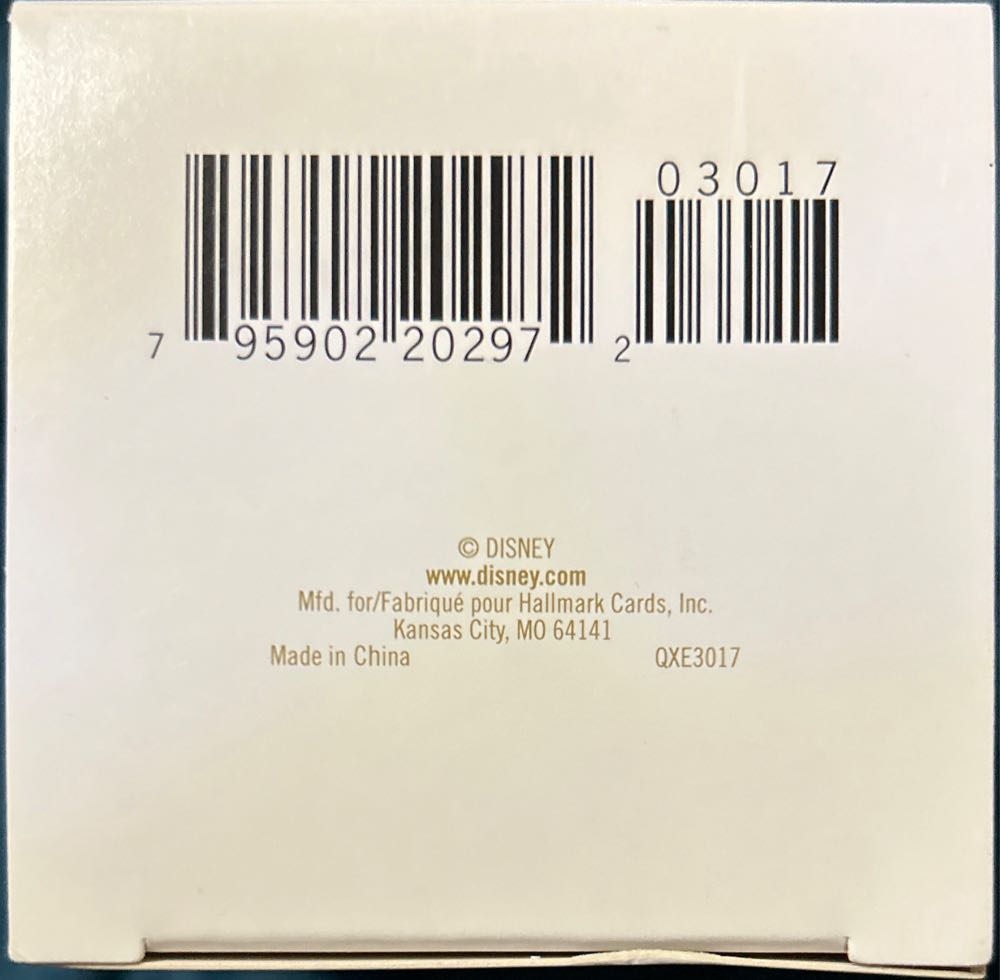 03017
7 95902 20297 2
© DISNEY
www.disney.com
Mfd. for/Fabriqué pour Hallmark Cards, Inc.
Kansas City, MO 64141
Made in China QXE3017